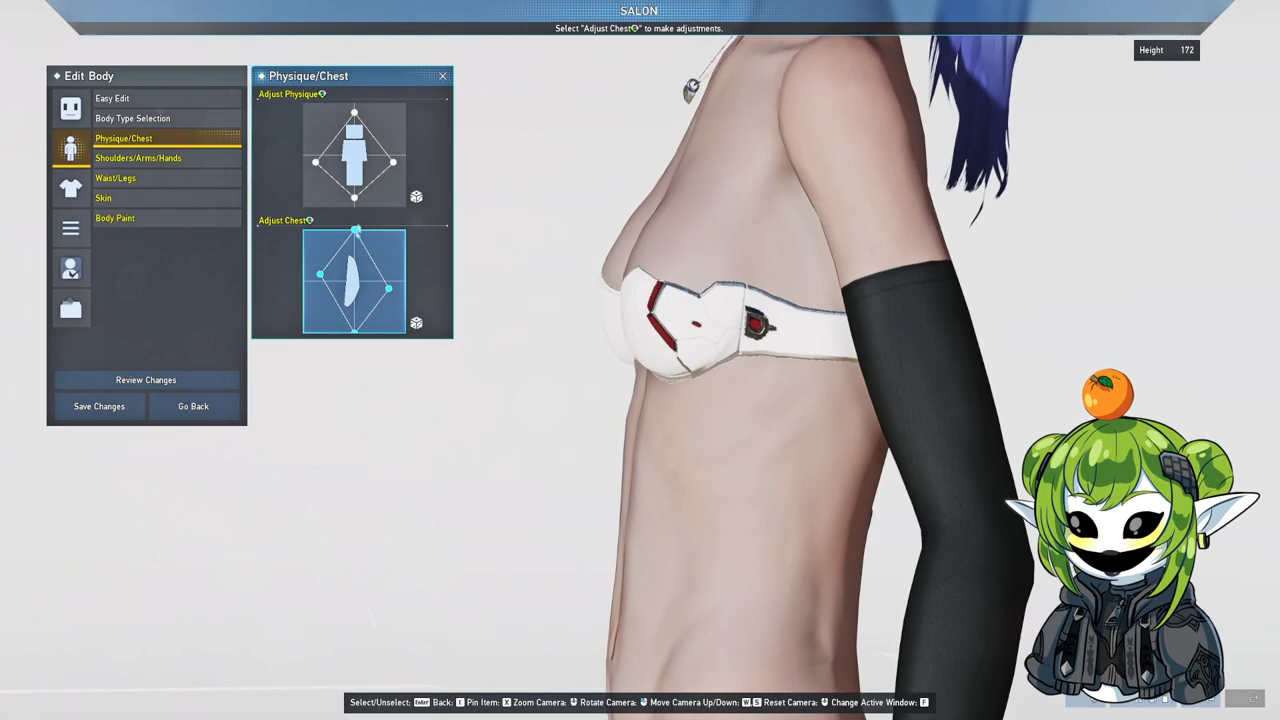 SALON
Select "Adjust Chest" to make adjustments.
Height 172
Edit Body
Easy Edit
Body Type Selection
Physique/Chest
Shoulders/Arms/Hands
Waist/Legs
Skin
Body Paint
Review Changes
Save Changes
Go Back
Physique/Chest
Adjust Physique
Adjust Chest
Select/Unselect: Enter Back: E Pin Item: X Zoom Camera: Rotate Camera: Move Camera Up/Down: W,S Reset Camera: Change Active Window: F